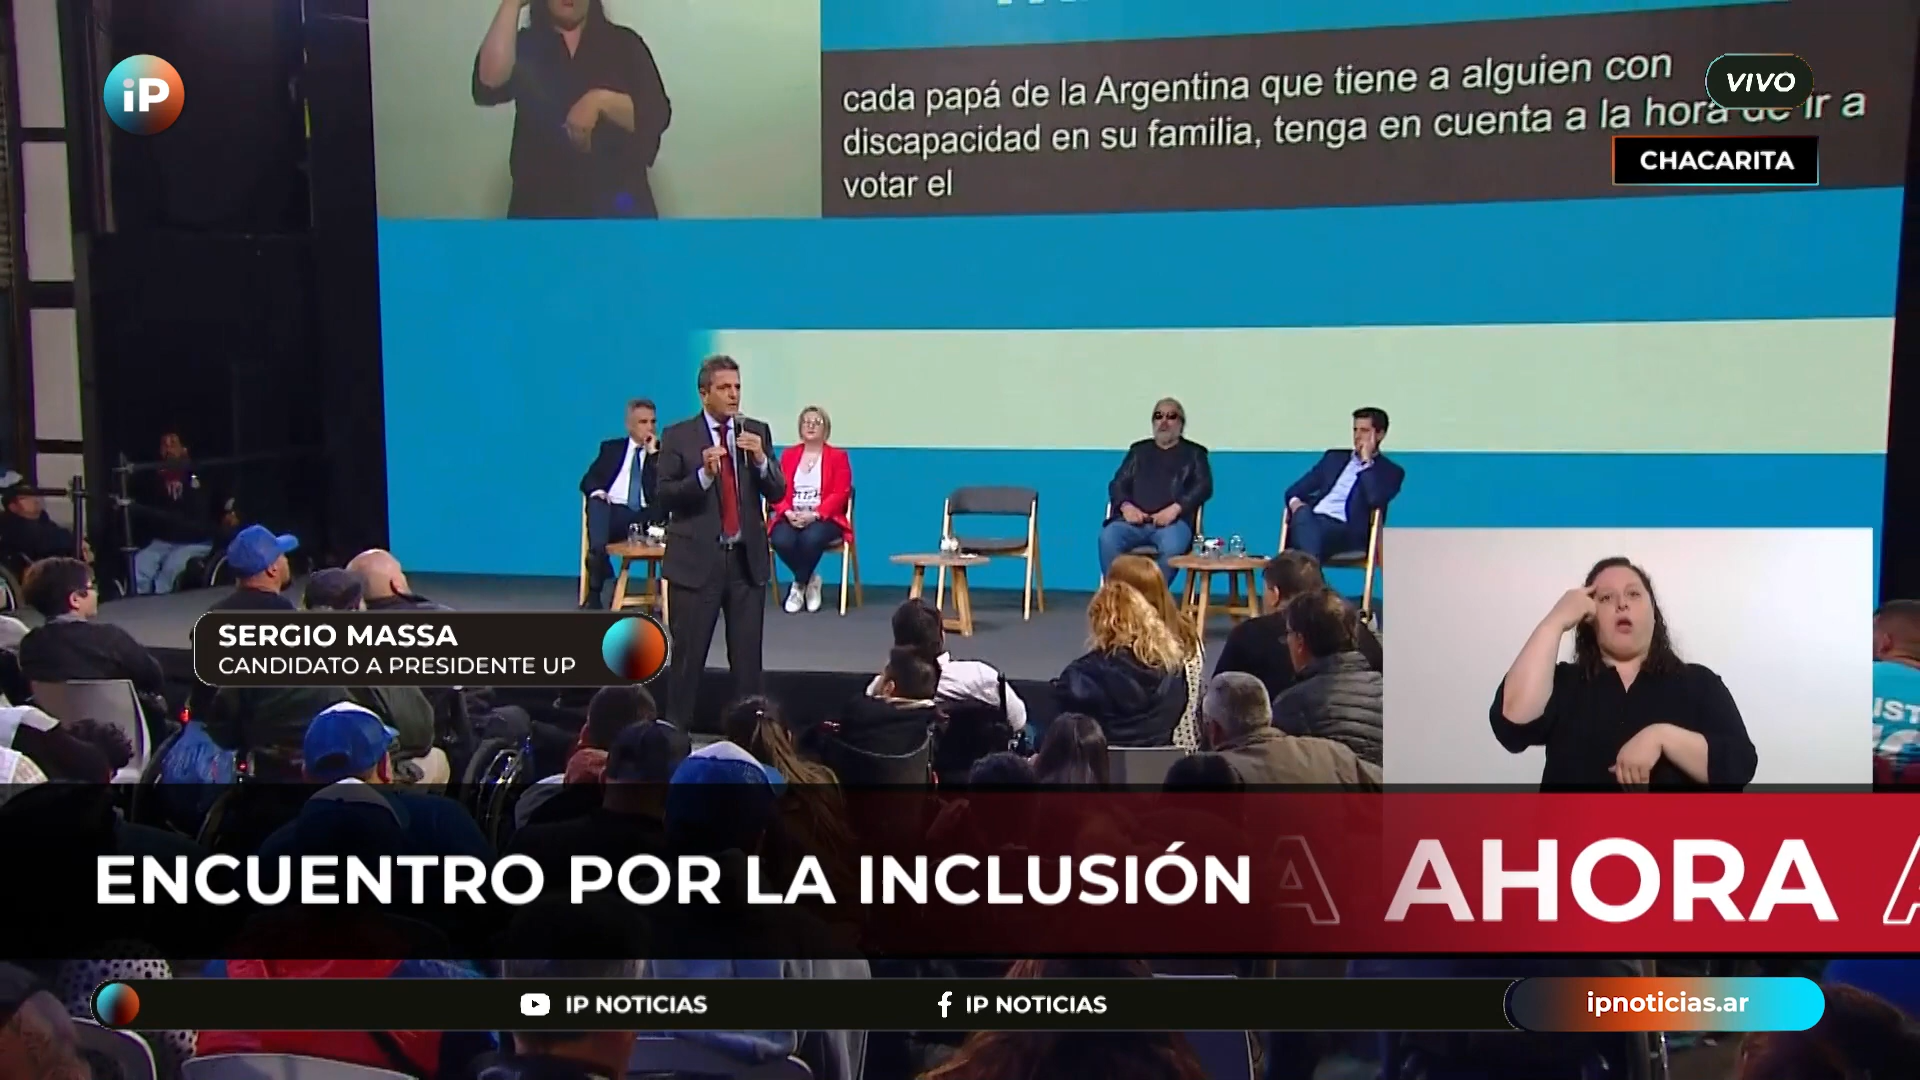 iP
cada papá de la Argentina que tiene a alguien con
discapacidad en su familia, tenga en cuenta a la hora de ir a
votar el
VIVO
CHACARITA
SERGIO MASSA
CANDIDATO A PRESIDENTE UP
ENCUENTRO POR LA INCLUSIÓN
AHORA
IP NOTICIAS
IP NOTICIAS
ipnoticias.ar